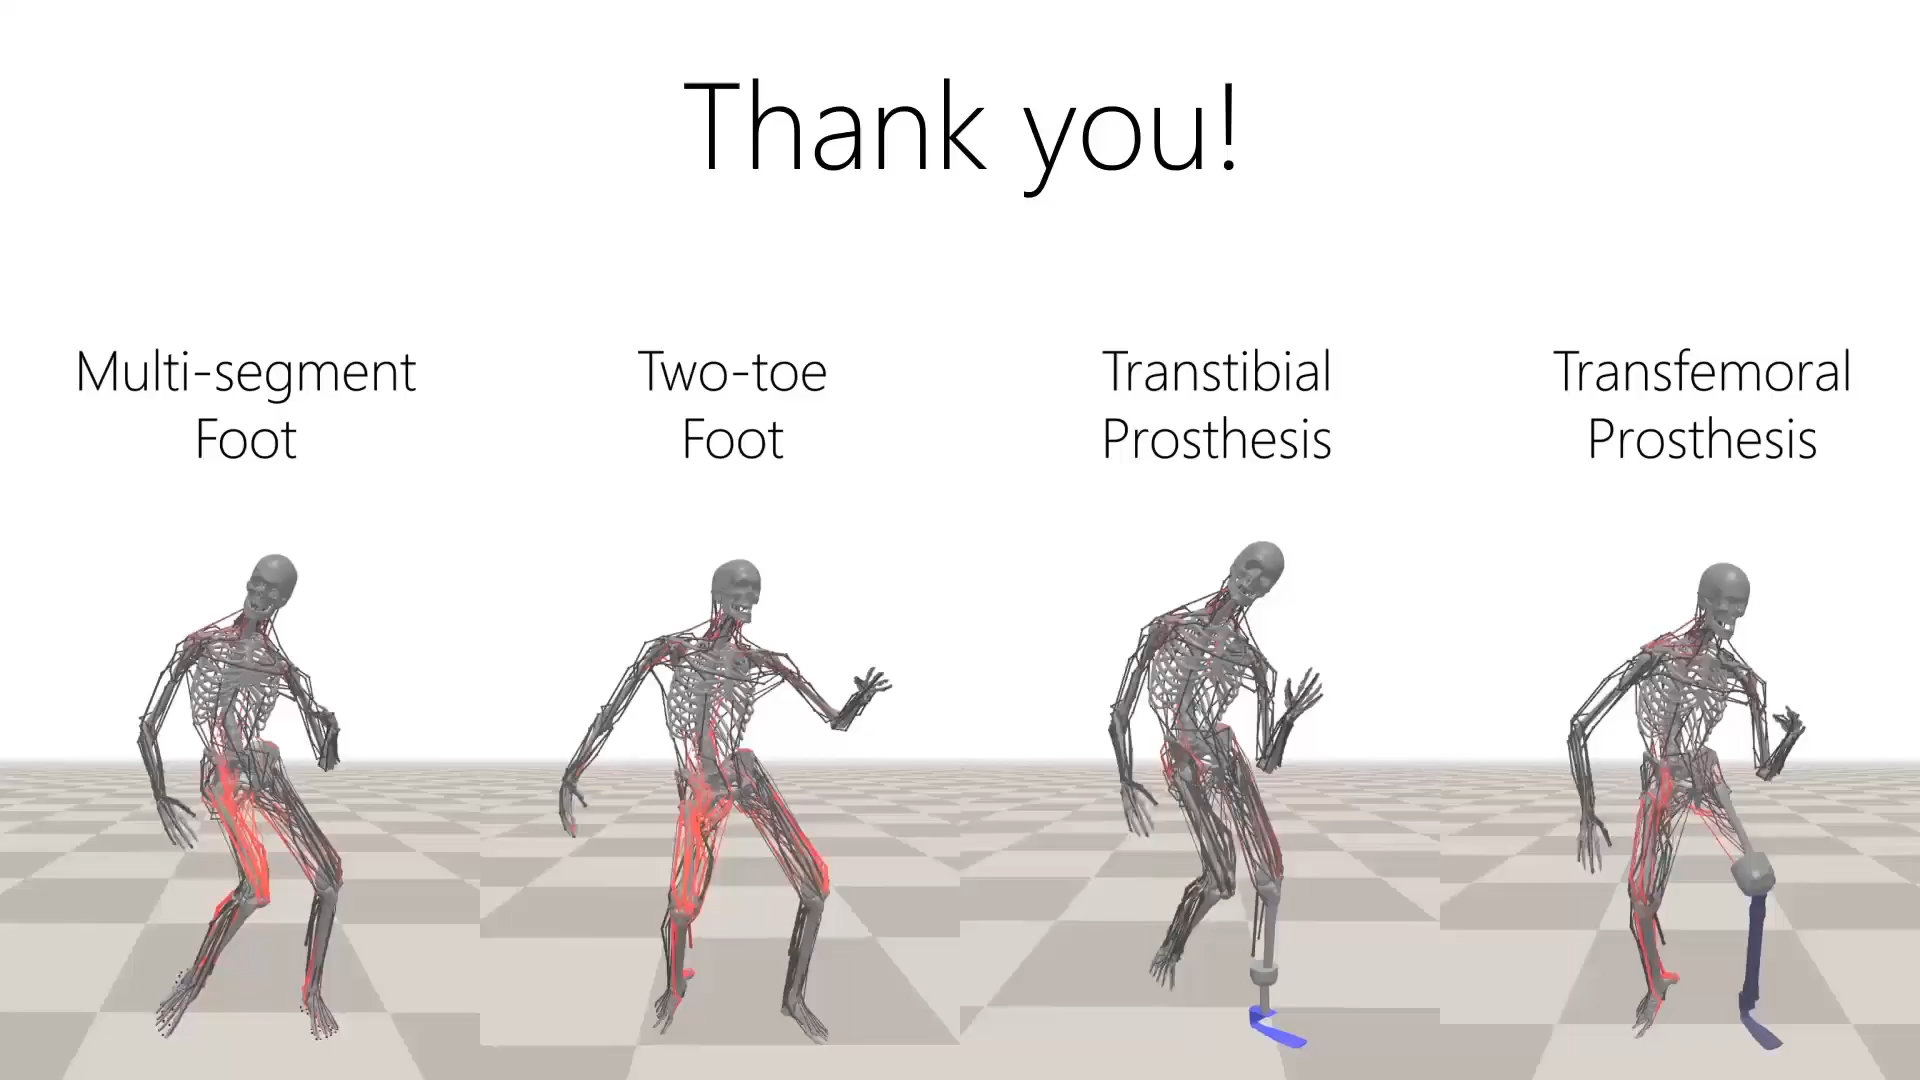 Thank you!
Multi-segment
Foot
Two-toe
Foot
Transtibial
Prosthesis
Transfemoral
Prosthesis